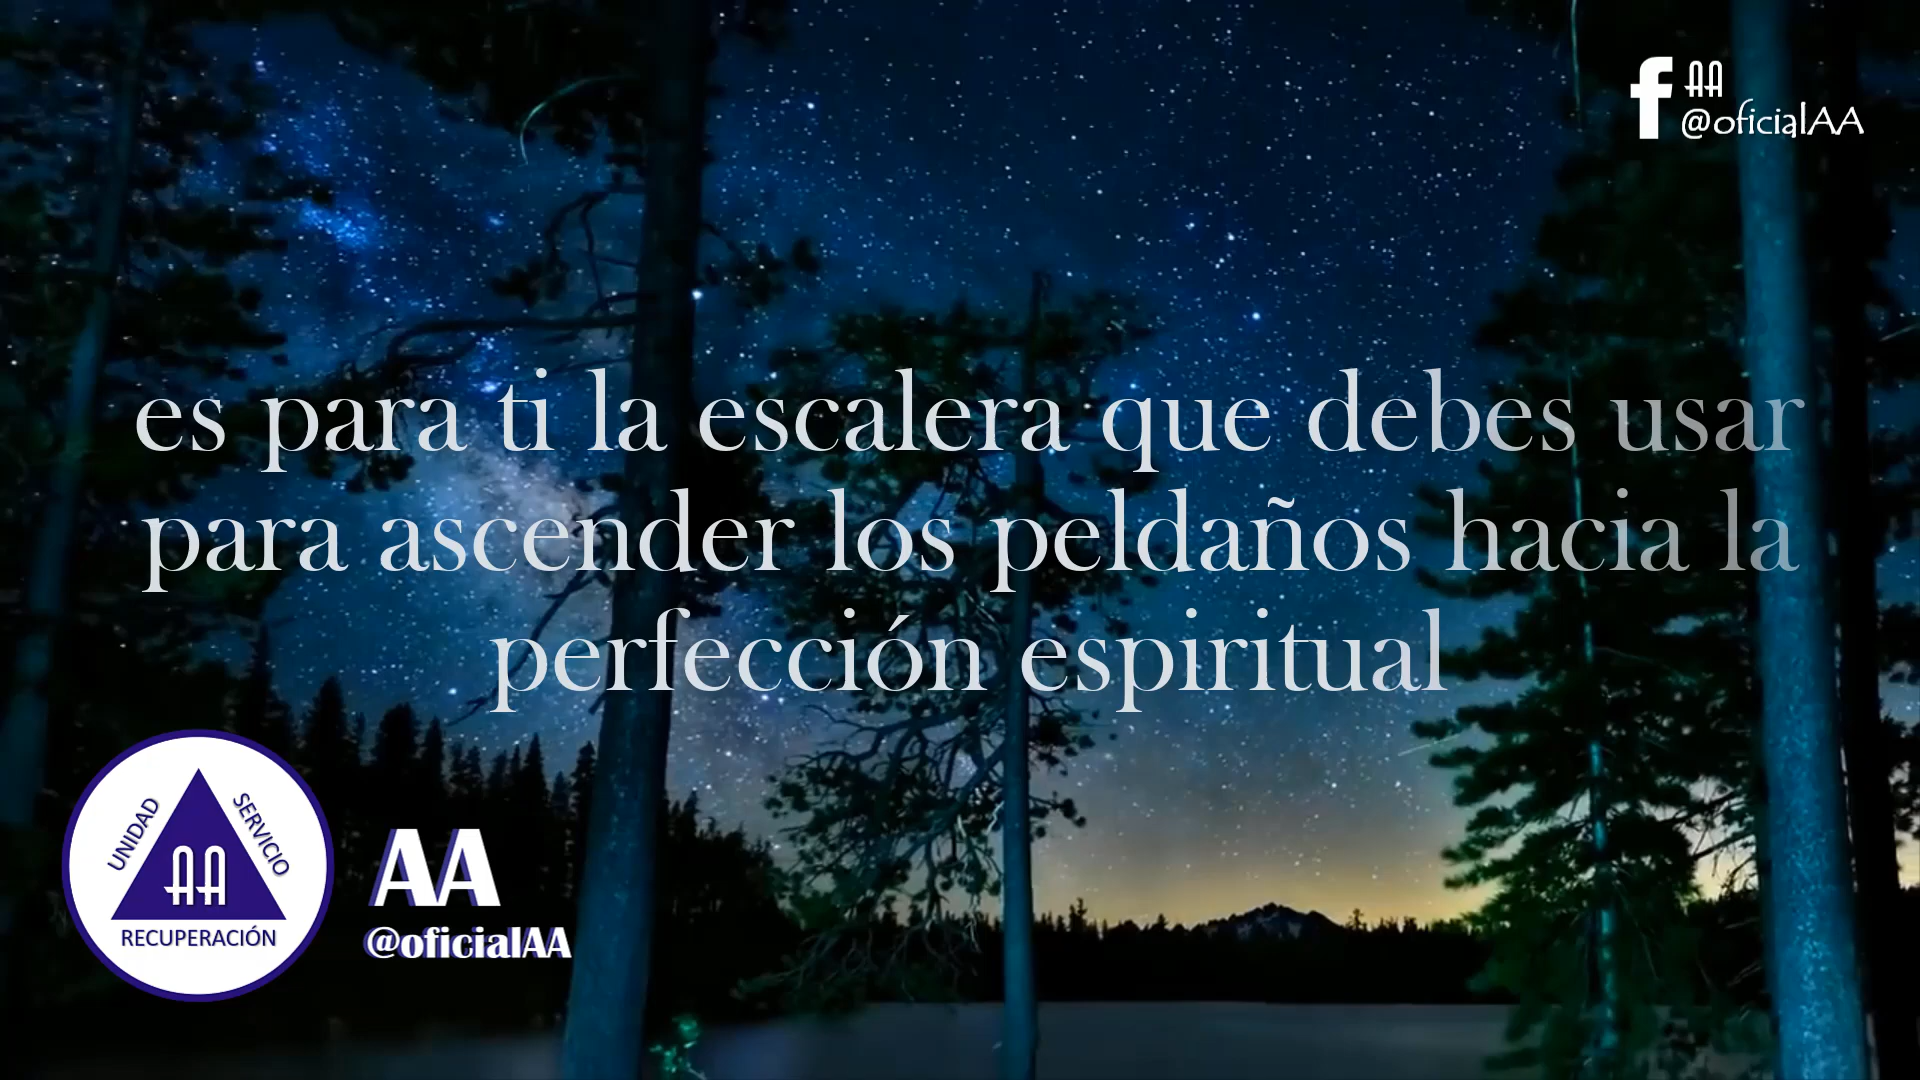 AA
@oficialAA
es para ti la escalera que debes usar
para ascender los peldaños hacia la
perfección espiritual
UNIDAD
SERVICIO
AA
RECUPERACIÓN
AA
@oficialAA